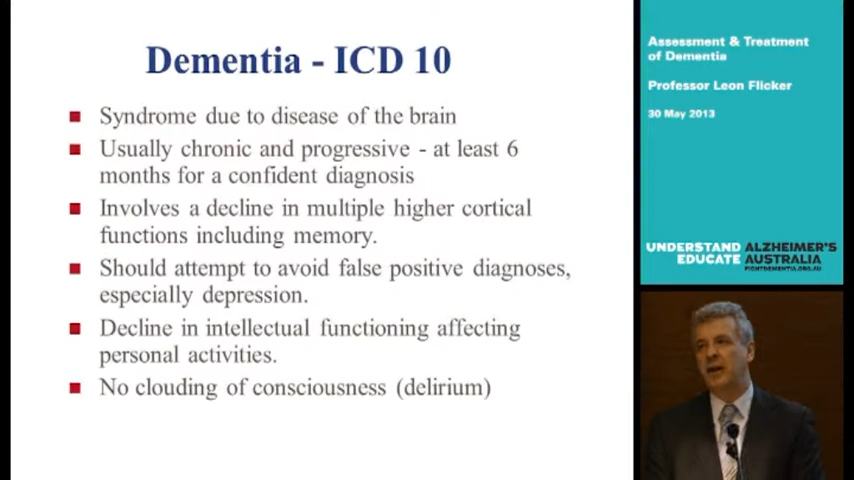 Dementia - ICD 10
Syndrome due to disease of the brain
Usually chronic and progressive - at least 6
months for a confident diagnosis
Involves a decline in multiple higher cortical
functions including memory.
Should attempt to avoid false positive diagnoses,
especially depression.
Decline in intellectual functioning affecting
personal activities.
No clouding of consciousness (delirium)
Assessment & Treatment
of Dementia
Professor Leon Flicker
30 May 2013
UNDERSTAND ALZHEIMER'S
EDUCATE AUSTRALIA
FIGHTDEMENTIA.ORG.AU